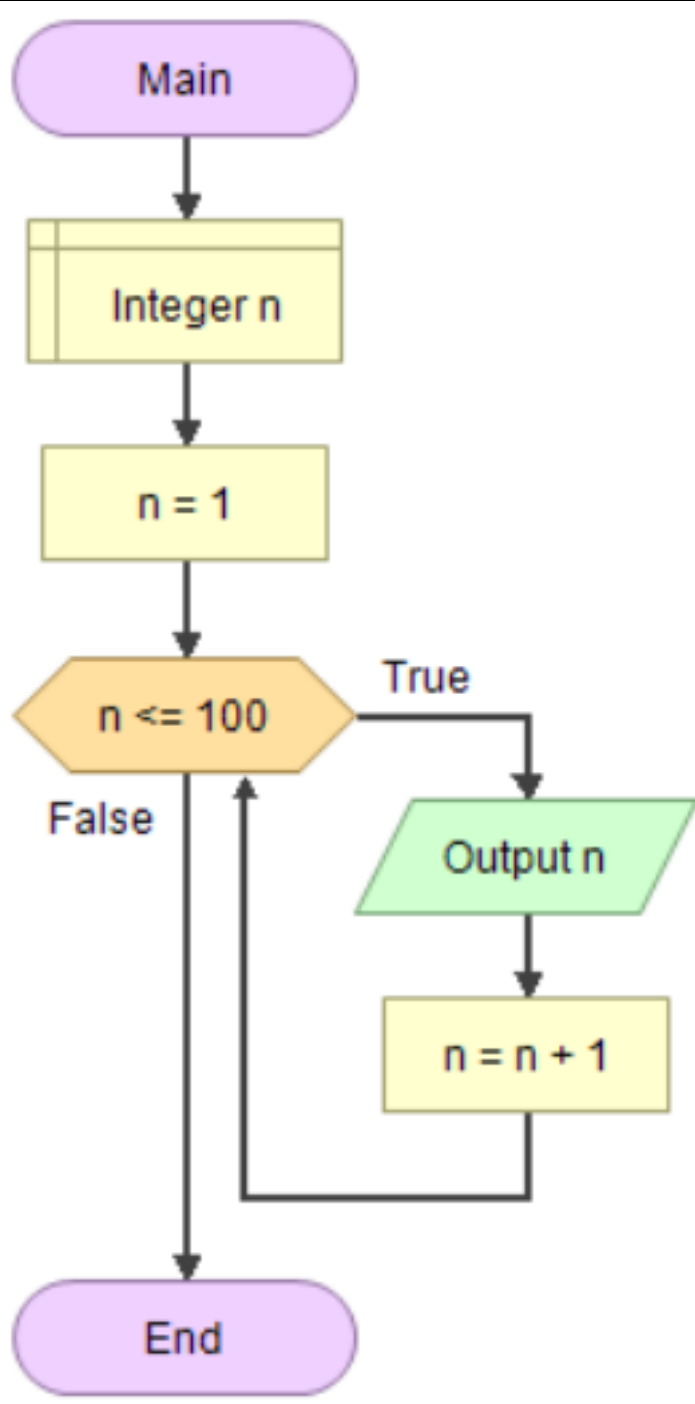 Main
Integer n
n = 1
n <= 100
True
False
Output n
n = n + 1
End